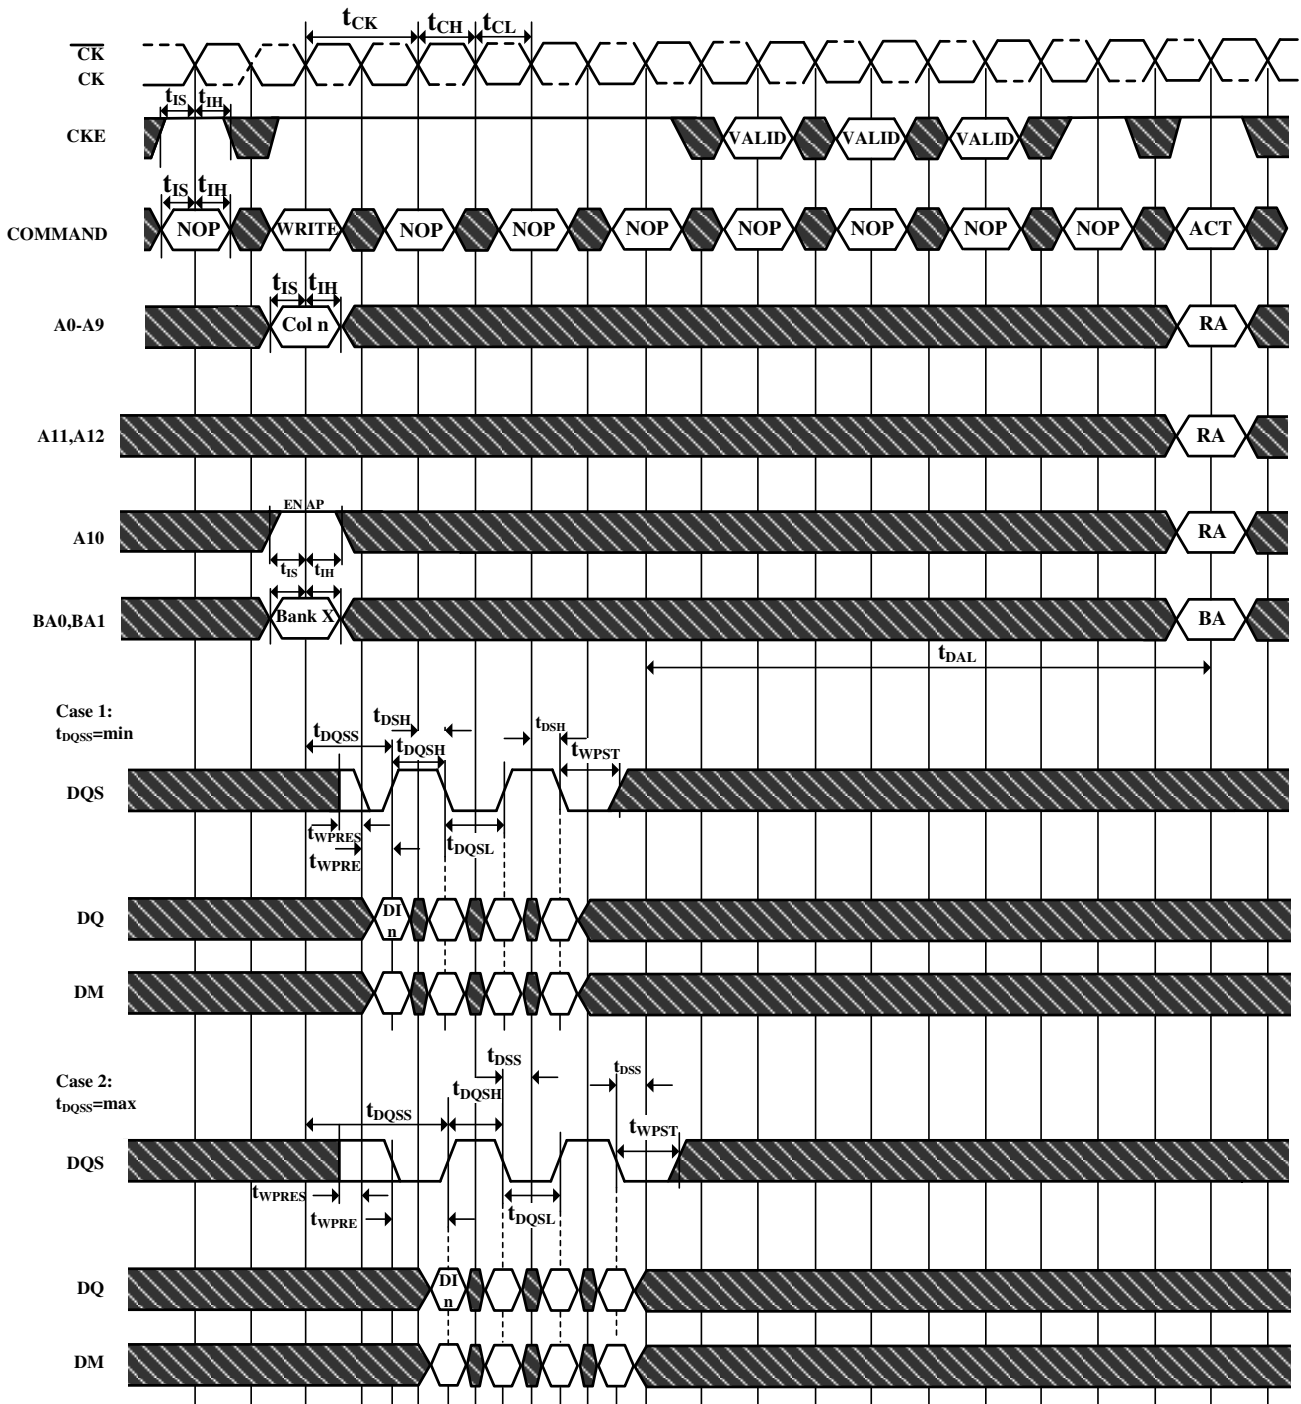 tCK tCH tCL
CK
CK
tIS tIH
CKE VALID VALID VALID
tIS tIH
COMMAND NOP WRITE NOP NOP NOP NOP NOP NOP NOP ACT
tIS tIH
A0-A9 Col n RA
A11,A12 RA
EN AP
A10 RA
tIS tIH
BA0,BA1 Bank X BA
tDAL
Case 1:
tDQSS=min
tDQSS tDSH tDSH
tDQSH tWPST
DQS
tWPRES
tWPRE tDQSL
DQ DI
n
DM
tDSS tDSS
Case 2:
tDQSS=max
tDQSS tDQSH
tWPST
DQS
tWPRES
tWPRE tDQSL
DQ DI
n
DM